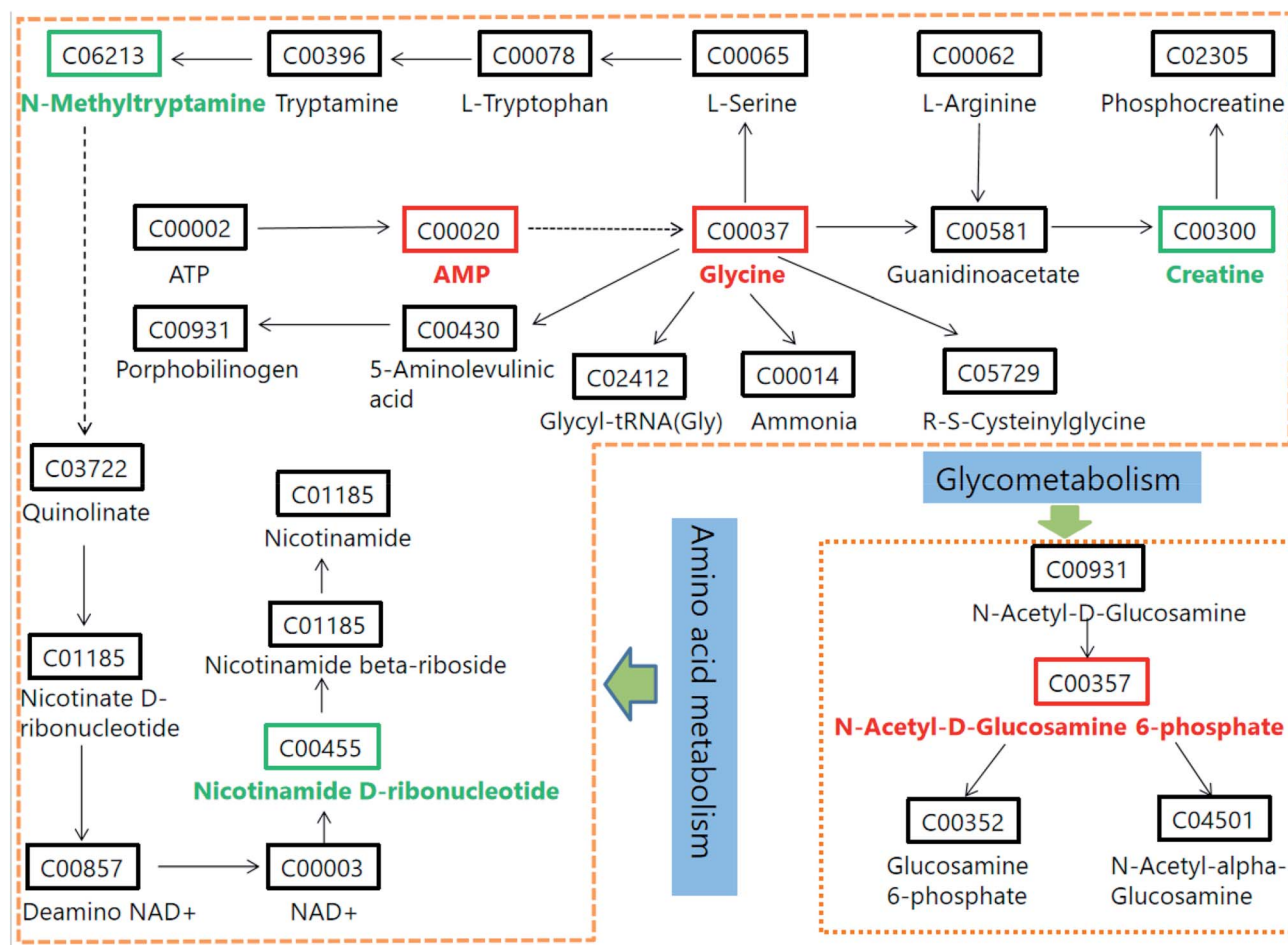 C06213
C00396
C00078
C00065
C00062
C02305
N-Methyltryptamine
Tryptamine
L-Tryptophan
L-Serine
L-Arginine
Phosphocreatine
C00002
C00020
C00037
C00581
C00300
ATP
AMP
Glycine
Guanidinoacetate
Creatine
C00931
C00430
Porphobilinogen
5-Aminolevulinic
acid
C02412
C00014
C05729
Glycyl-tRNA(Gly)
Ammonia
R-S-Cysteinylglycine
C03722
Quinolinate
C01185
Nicotinamide
C01185
Nicotinamide beta-riboside
C01185
Nicotinate D-
ribonucleotide
C00455
Nicotinamide D-ribonucleotide
C00857
Deamino NAD+
C00003
NAD+
Amino acid metabolism
Glycometabolism
C00931
N-Acetyl-D-Glucosamine
C00357
N-Acetyl-D-Glucosamine 6-phosphate
C00352
Glucosamine
6-phosphate
C04501
N-Acetyl-alpha-
Glucosamine